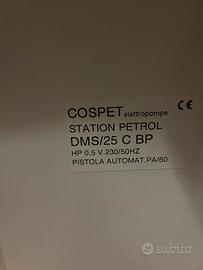 COSPET elettropompe CE
STATION PETROL
DMS/25 C BP
HP 0,5 V.230/50HZ
PISTOLA AUTOMAT.PA/60
subito